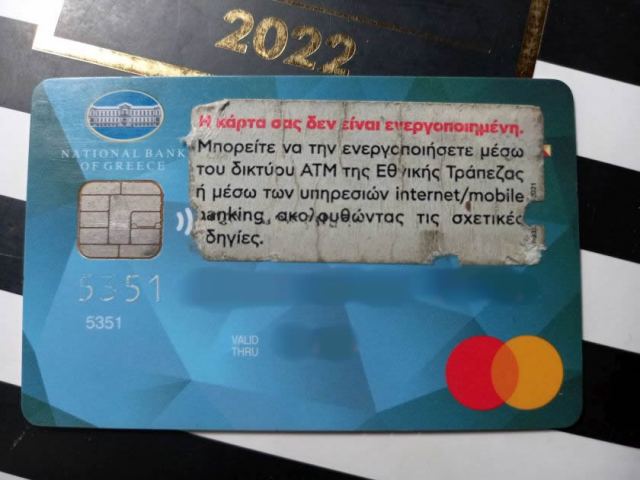 2022
NATIONAL BANK
OF GREECE
Η κάρτα σας δεν είναι ενεργοποιημένη.
Μπορείτε να την ενεργοποιήσετε μέσω
του δικτύου ΑΤΜ της Εθνικής Τράπεζας
ή μέσω των υπηρεσιών internet/mobile
banking ακολουθώντας τις σχετικές
οδηγίες.
5351
5351
VALID
THRU